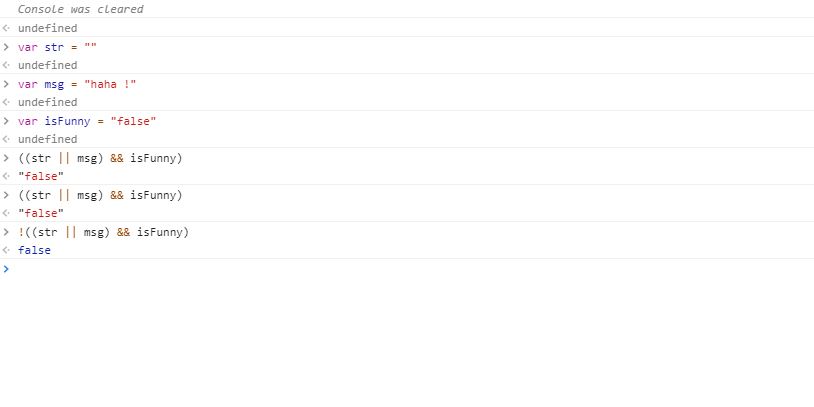 Console was cleared
undefined
var str = ""
undefined
var msg = "haha !"
undefined
var isFunny = "false"
undefined
((str || msg) && isFunny)
"false"
((str || msg) && isFunny)
"false"
!((str || msg) && isFunny)
false